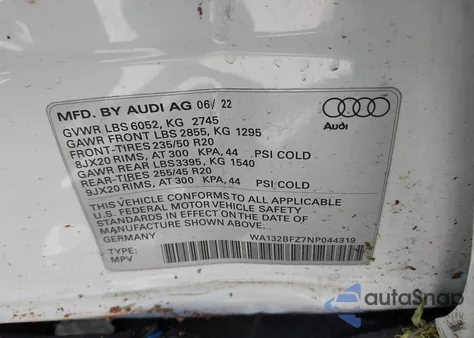 MFD. BY AUDI AG 06/ 22
GVWR LBS 6052, KG 2745
GAWR FRONT LBS 2855, KG 1295
FRONT-TIRES 235/50 R20
8JX20 RIMS, AT 300 KPA, 44 PSI COLD
GAWR REAR LBS3395, KG 1540
REAR-TIRES 255/45 R20
9JX20 RIMS, AT 300 KPA, 44 PSI COLD
Audi
THIS VEHICLE CONFORMS TO ALL APPLICABLE
U.S. FEDERAL MOTOR VEHICLE SAFETY
STANDARDS IN EFFECT ON THE DATE OF
MANUFACTURE SHOWN ABOVE.
GERMANY
WA132BFZ7NP044319
TYPE:
MPV
autoSnap